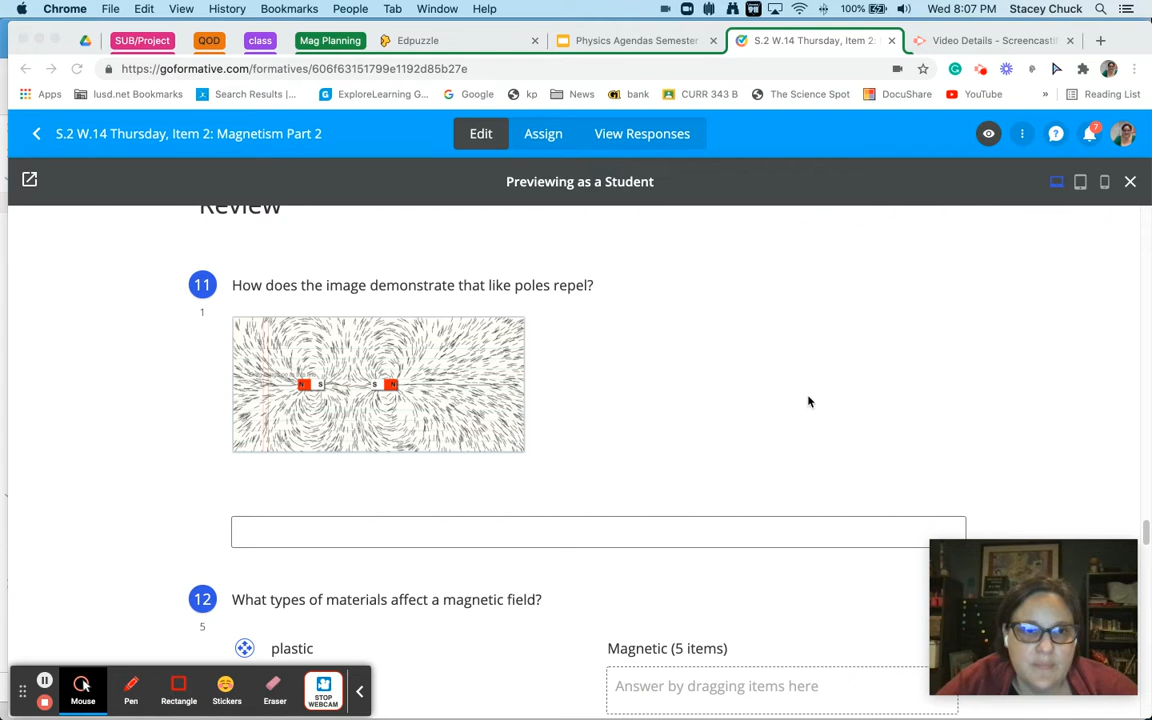 Chrome File Edit View History Bookmarks People Tab Window Help 100% Wed 8:07 PM Stacey Chuck
SUB/Project QOD class Mag Planning Edpuzzle Physics Agendas Semester S.2 W.14 Thursday, Item 2: Video Details - Screencasti
https://goformative.com/formatives/606f63151799e1192d85b27e
Apps lusd.net Bookmarks Search Results |... ExploreLearning G... Google kp News bank CURR 343 B The Science Spot DocuShare YouTube » Reading List
S.2 W.14 Thursday, Item 2: Magnetism Part 2 Edit Assign View Responses 7
Previewing as a Student
Review
11 How does the image demonstrate that like poles repel?
1
N S S N
12 What types of materials affect a magnetic field?
5
plastic Magnetic (5 items)
Answer by dragging items here
Mouse Pen Rectangle Stickers Eraser STOP WEBCAM